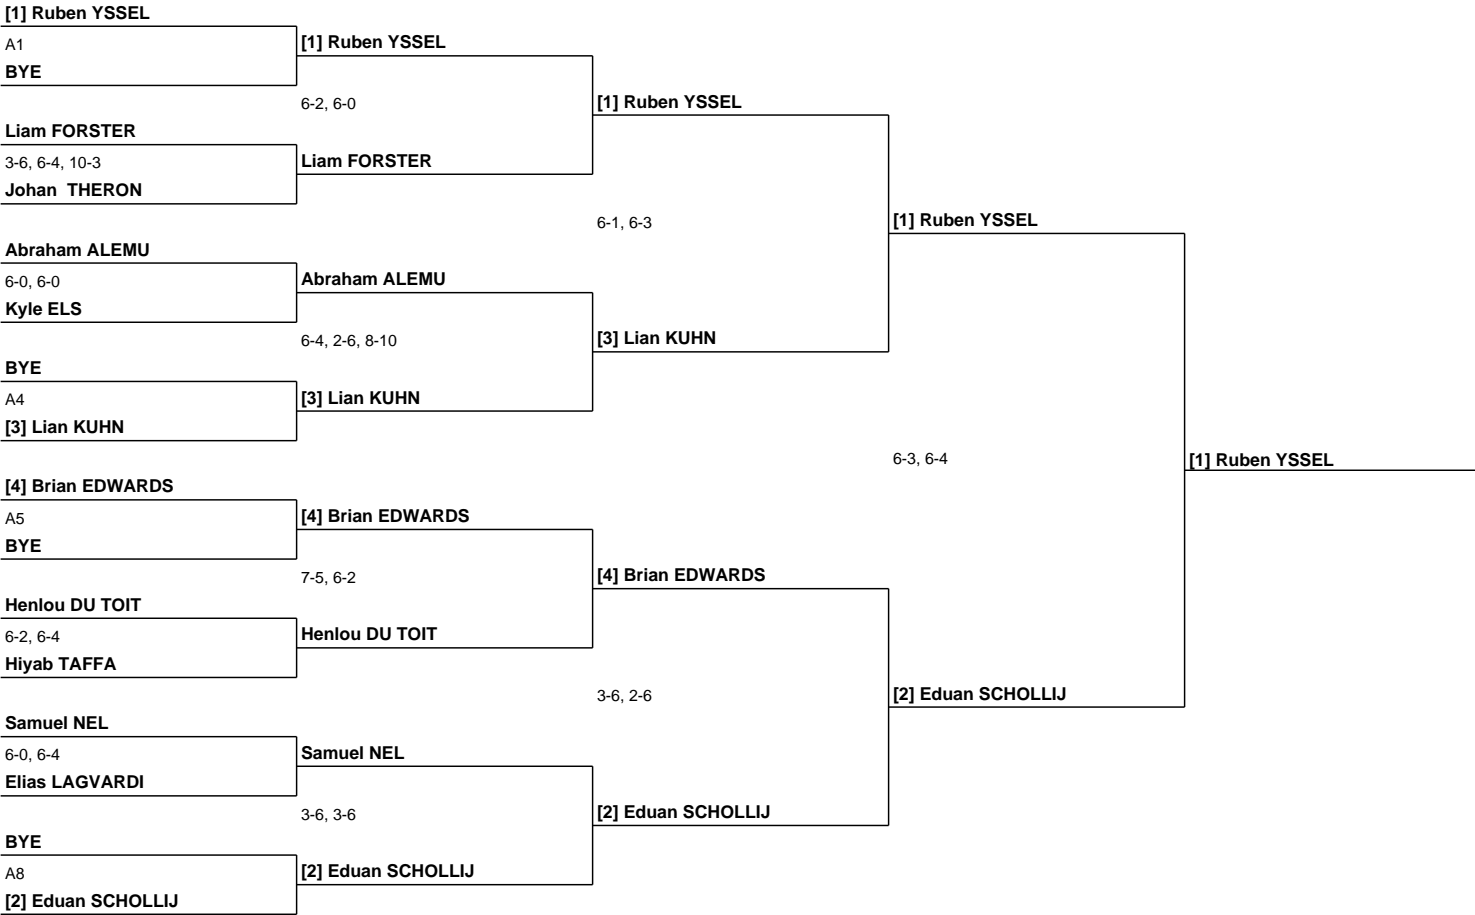 [1] Ruben YSSEL
A1
BYE
Liam FORSTER
3-6, 6-4, 10-3
Johan  THERON
Abraham ALEMU
6-0, 6-0
Kyle ELS
BYE
A4
[3] Lian KUHN
[4] Brian EDWARDS
A5
BYE
Henlou DU TOIT
6-2, 6-4
Hiyab TAFFA
Samuel NEL
6-0, 6-4
Elias LAGVARDI
BYE
A8
[2] Eduan SCHOLLIJ
[1] Ruben YSSEL
6-2, 6-0
Liam FORSTER
Abraham ALEMU
6-4, 2-6, 8-10
[3] Lian KUHN
[4] Brian EDWARDS
7-5, 6-2
Henlou DU TOIT
Samuel NEL
3-6, 3-6
[2] Eduan SCHOLLIJ
[1] Ruben YSSEL
6-1, 6-3
[3] Lian KUHN
[4] Brian EDWARDS
3-6, 2-6
[2] Eduan SCHOLLIJ
[1] Ruben YSSEL
6-3, 6-4
[2] Eduan SCHOLLIJ
[1] Ruben YSSEL